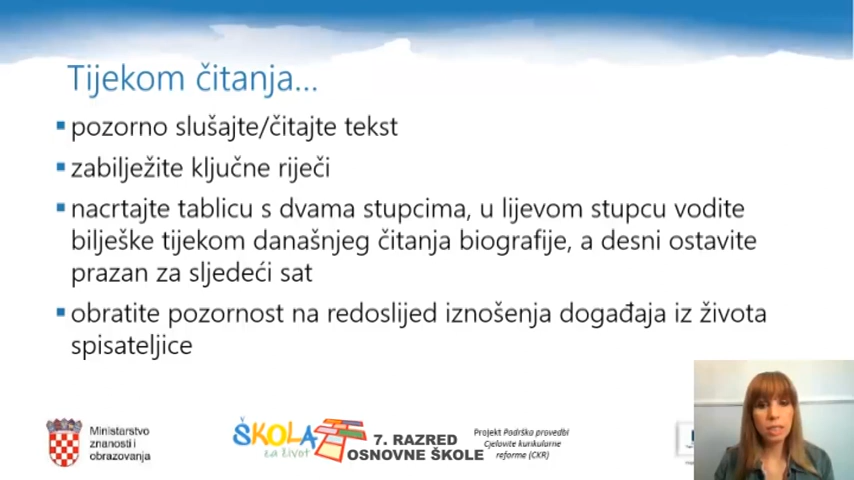 Tijekom čitanja...
pozorno slušajte/čitajte tekst
zabilježite ključne riječi
nacrtajte tablicu s dvama stupcima, u lijevom stupcu vodite
bilješke tijekom današnjeg čitanja biografije, a desni ostavite
prazan za sljedeći sat
obratite pozornost na redoslijed iznošenja događaja iz života
spisateljice
Ministarstvo
znanosti i
obrazovanja
ŠKOLA
za život
7. RAZRED
OSNOVNE ŠKOLE
Projekt Podrška provedbi
Cjelovite kurikularne
reforme (CKR)